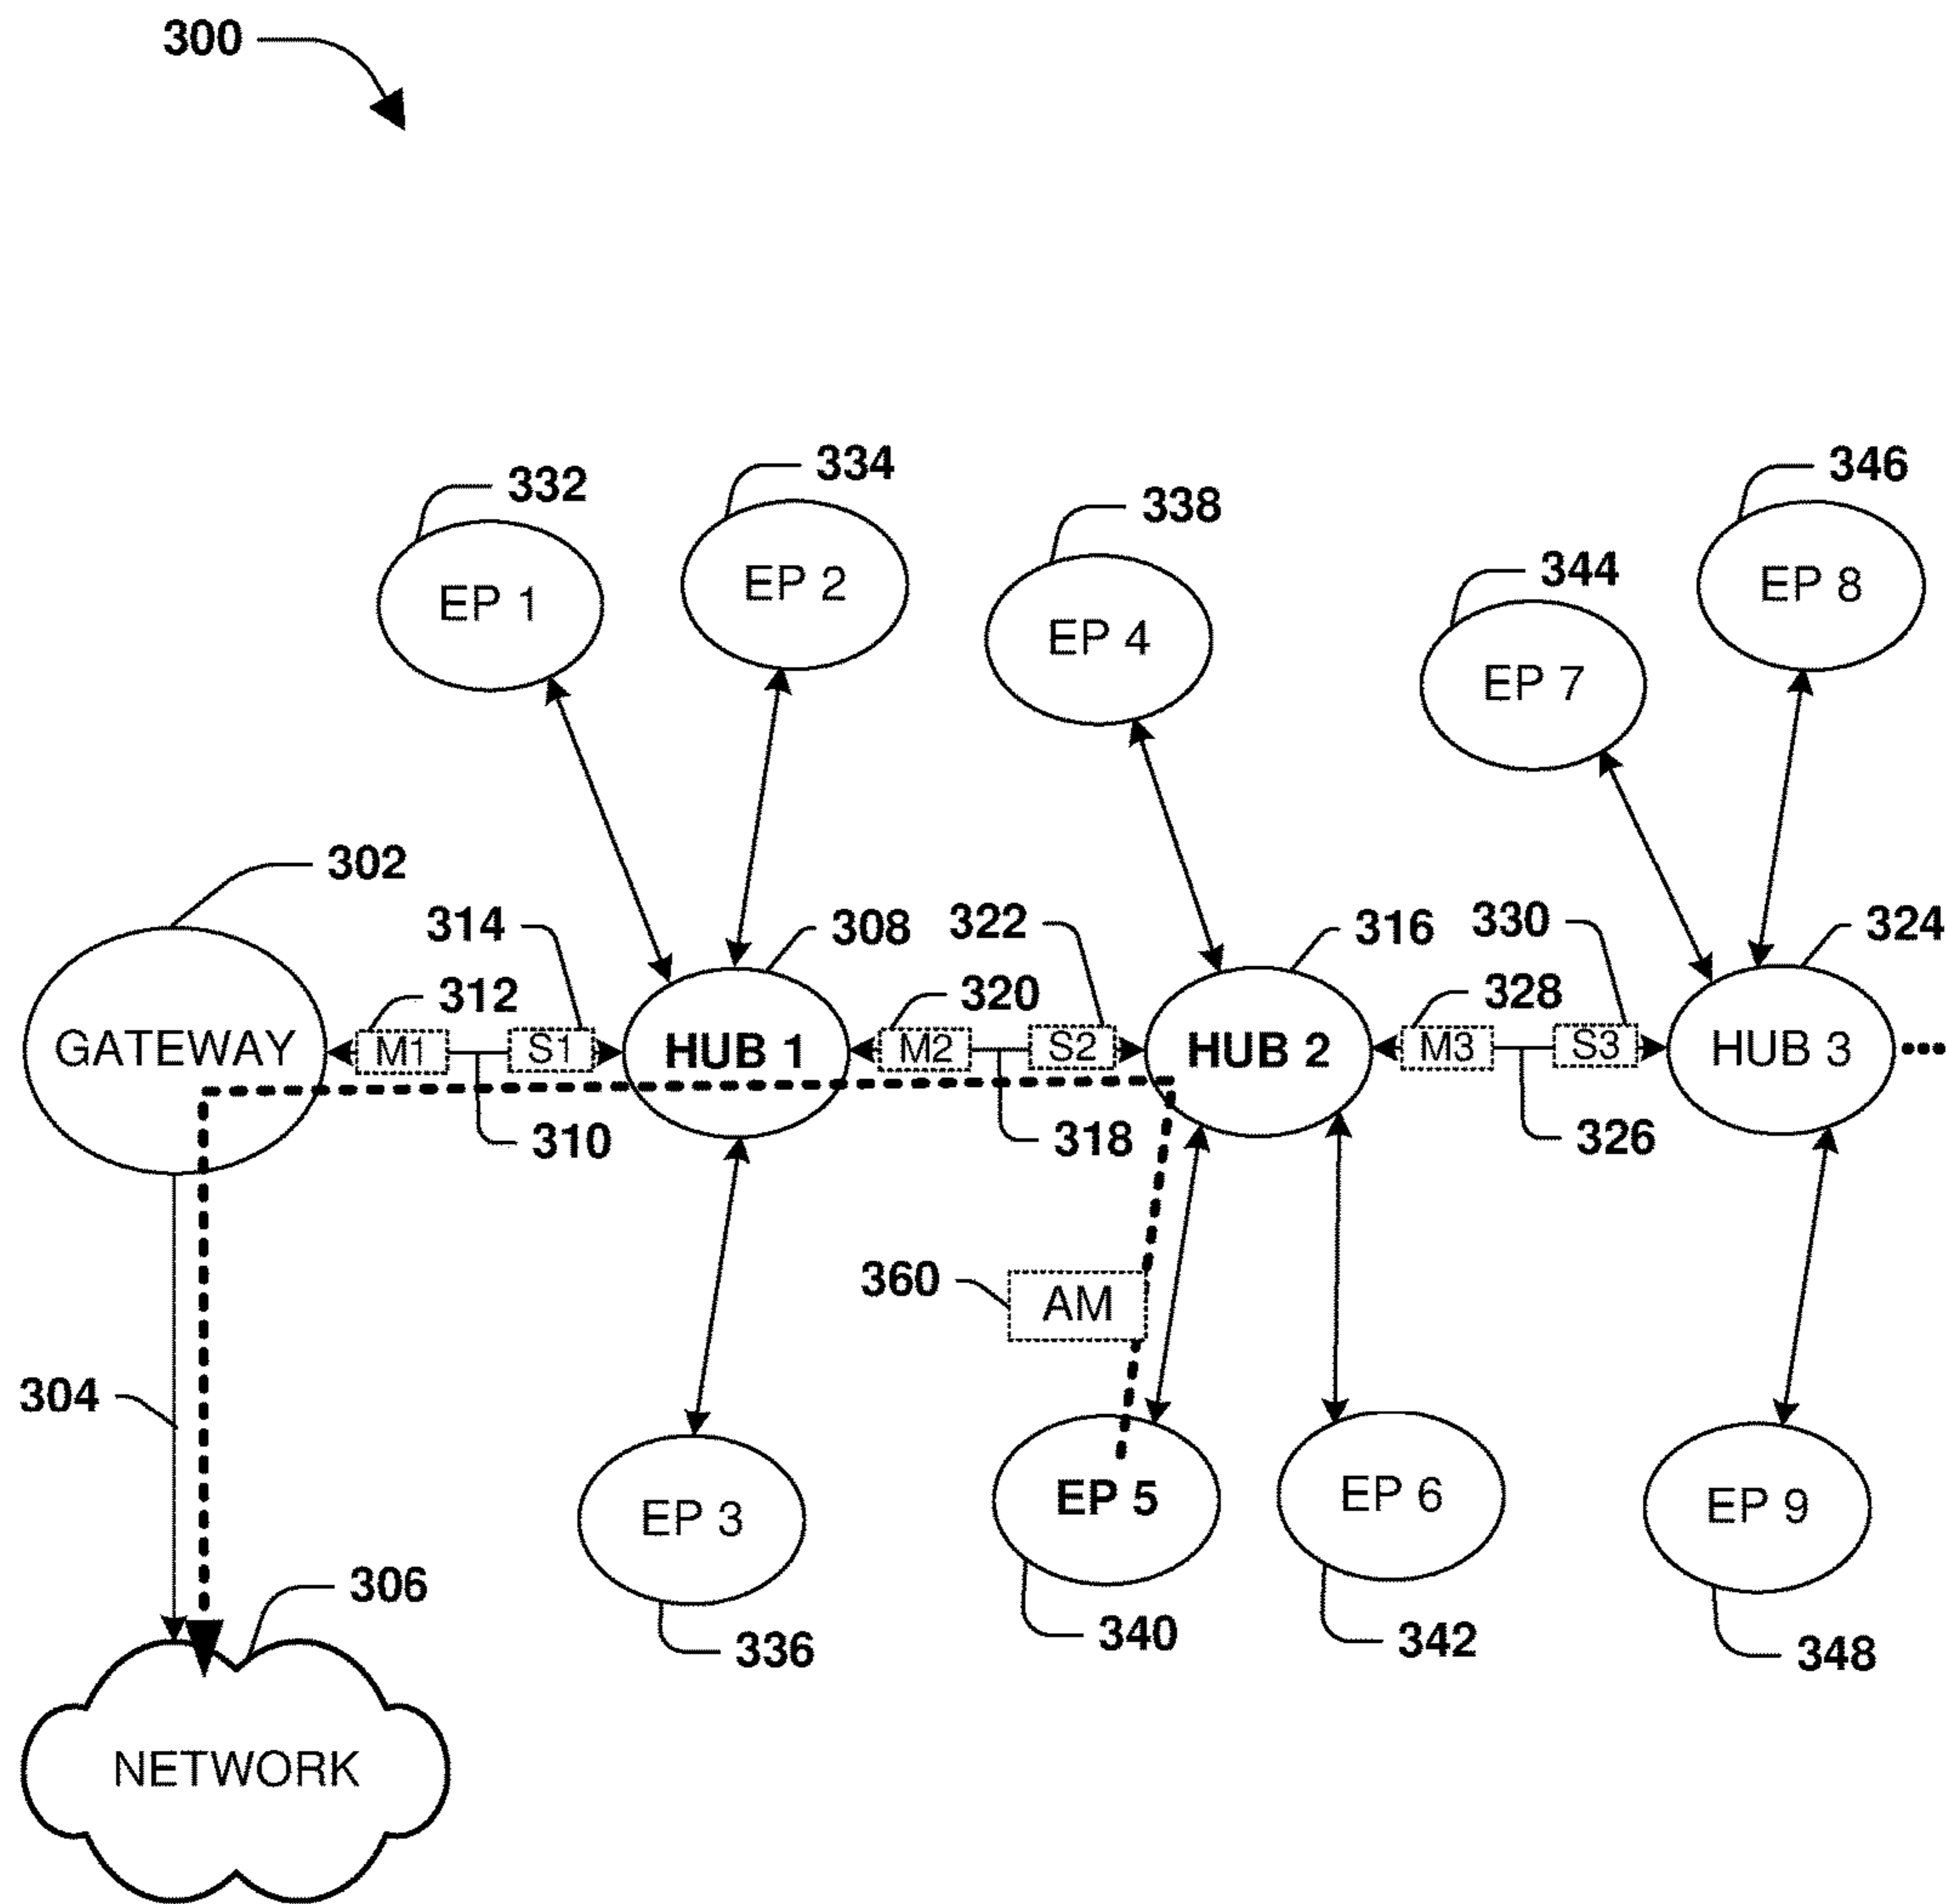 300
346
334
332
338
344
EP 8
EP 2
EP 1
EP 4
EP 7
302
314
308
322
316
330
324
312
320
328
GATEWAY
M1
S1
HUB 1
M2
S2
HUB 2
M3
S3
HUB 3
•••
310
318
326
360
AM
304
EP 3
EP 5
EP 6
EP 9
306
336
340
342
348
NETWORK